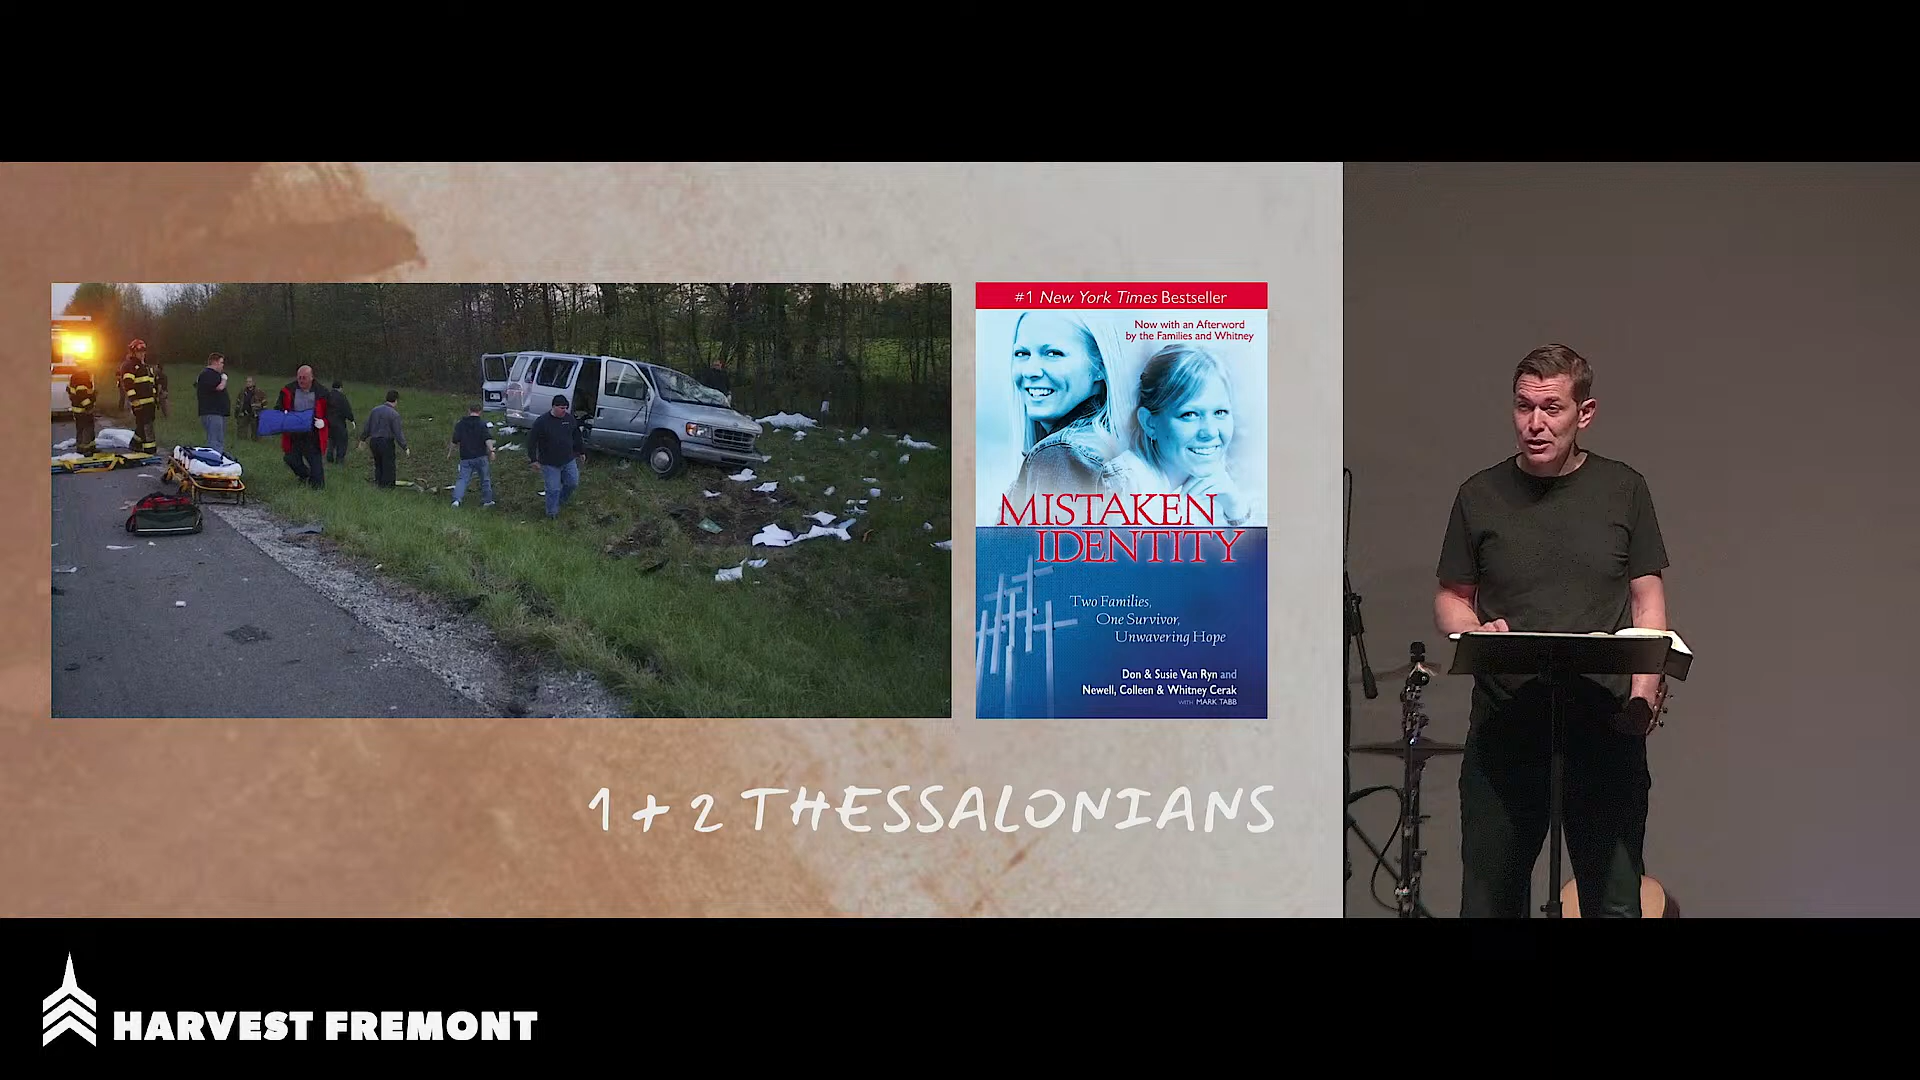 #1 New York Times Bestseller
Now with an Afterword
by the Families and Whitney
MISTAKEN
IDENTITY
Two Families,
One Survivor,
Unwavering Hope
Don & Susie Van Ryn and
Newell, Colleen & Whitney Cerak
WITH MARK TABB
1 + 2 THESSALONIANS
HARVEST FREMONT